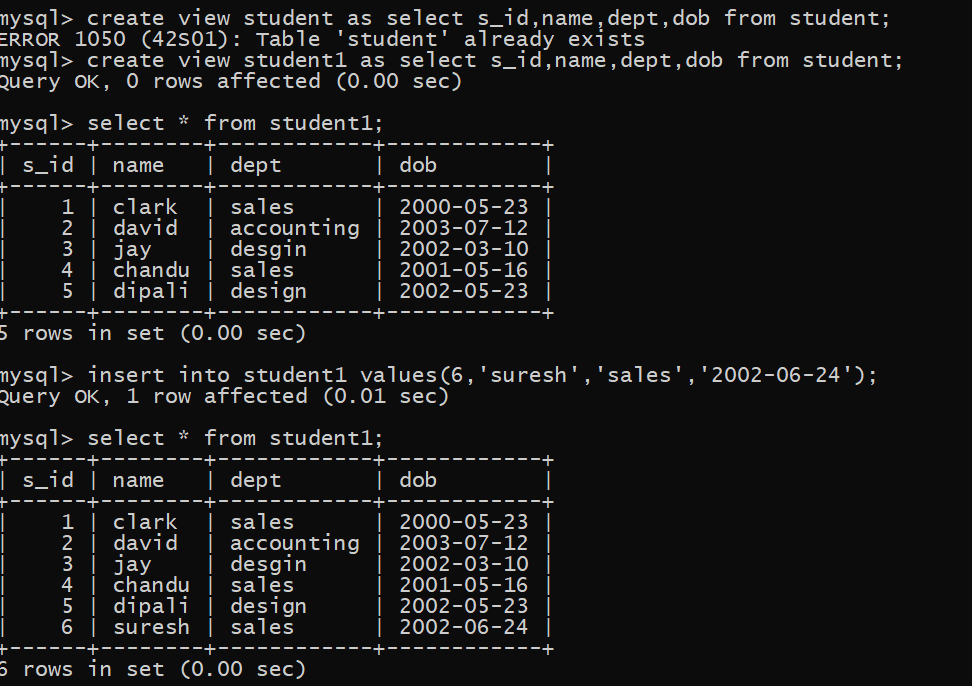 mysql> create view student as select s_id,name,dept,dob from student;
ERROR 1050 (42S01): Table 'student' already exists
mysql> create view student1 as select s_id,name,dept,dob from student;
Query OK, 0 rows affected (0.00 sec)
mysql> select * from student1;
+------+--------+------------+------------+
| s_id | name   | dept       | dob        |
+------+--------+------------+------------+
|    1 | clark  | sales      | 2000-05-23 |
|    2 | david  | accounting | 2003-07-12 |
|    3 | jay    | desgin     | 2002-03-10 |
|    4 | chandu | sales      | 2001-05-16 |
|    5 | dipali | design     | 2002-05-23 |
+------+--------+------------+------------+
5 rows in set (0.00 sec)
mysql> insert into student1 values(6,'suresh','sales','2002-06-24');
Query OK, 1 row affected (0.01 sec)
mysql> select * from student1;
+------+--------+------------+------------+
| s_id | name   | dept       | dob        |
+------+--------+------------+------------+
|    1 | clark  | sales      | 2000-05-23 |
|    2 | david  | accounting | 2003-07-12 |
|    3 | jay    | desgin     | 2002-03-10 |
|    4 | chandu | sales      | 2001-05-16 |
|    5 | dipali | design     | 2002-05-23 |
|    6 | suresh | sales      | 2002-06-24 |
+------+--------+------------+------------+
6 rows in set (0.00 sec)